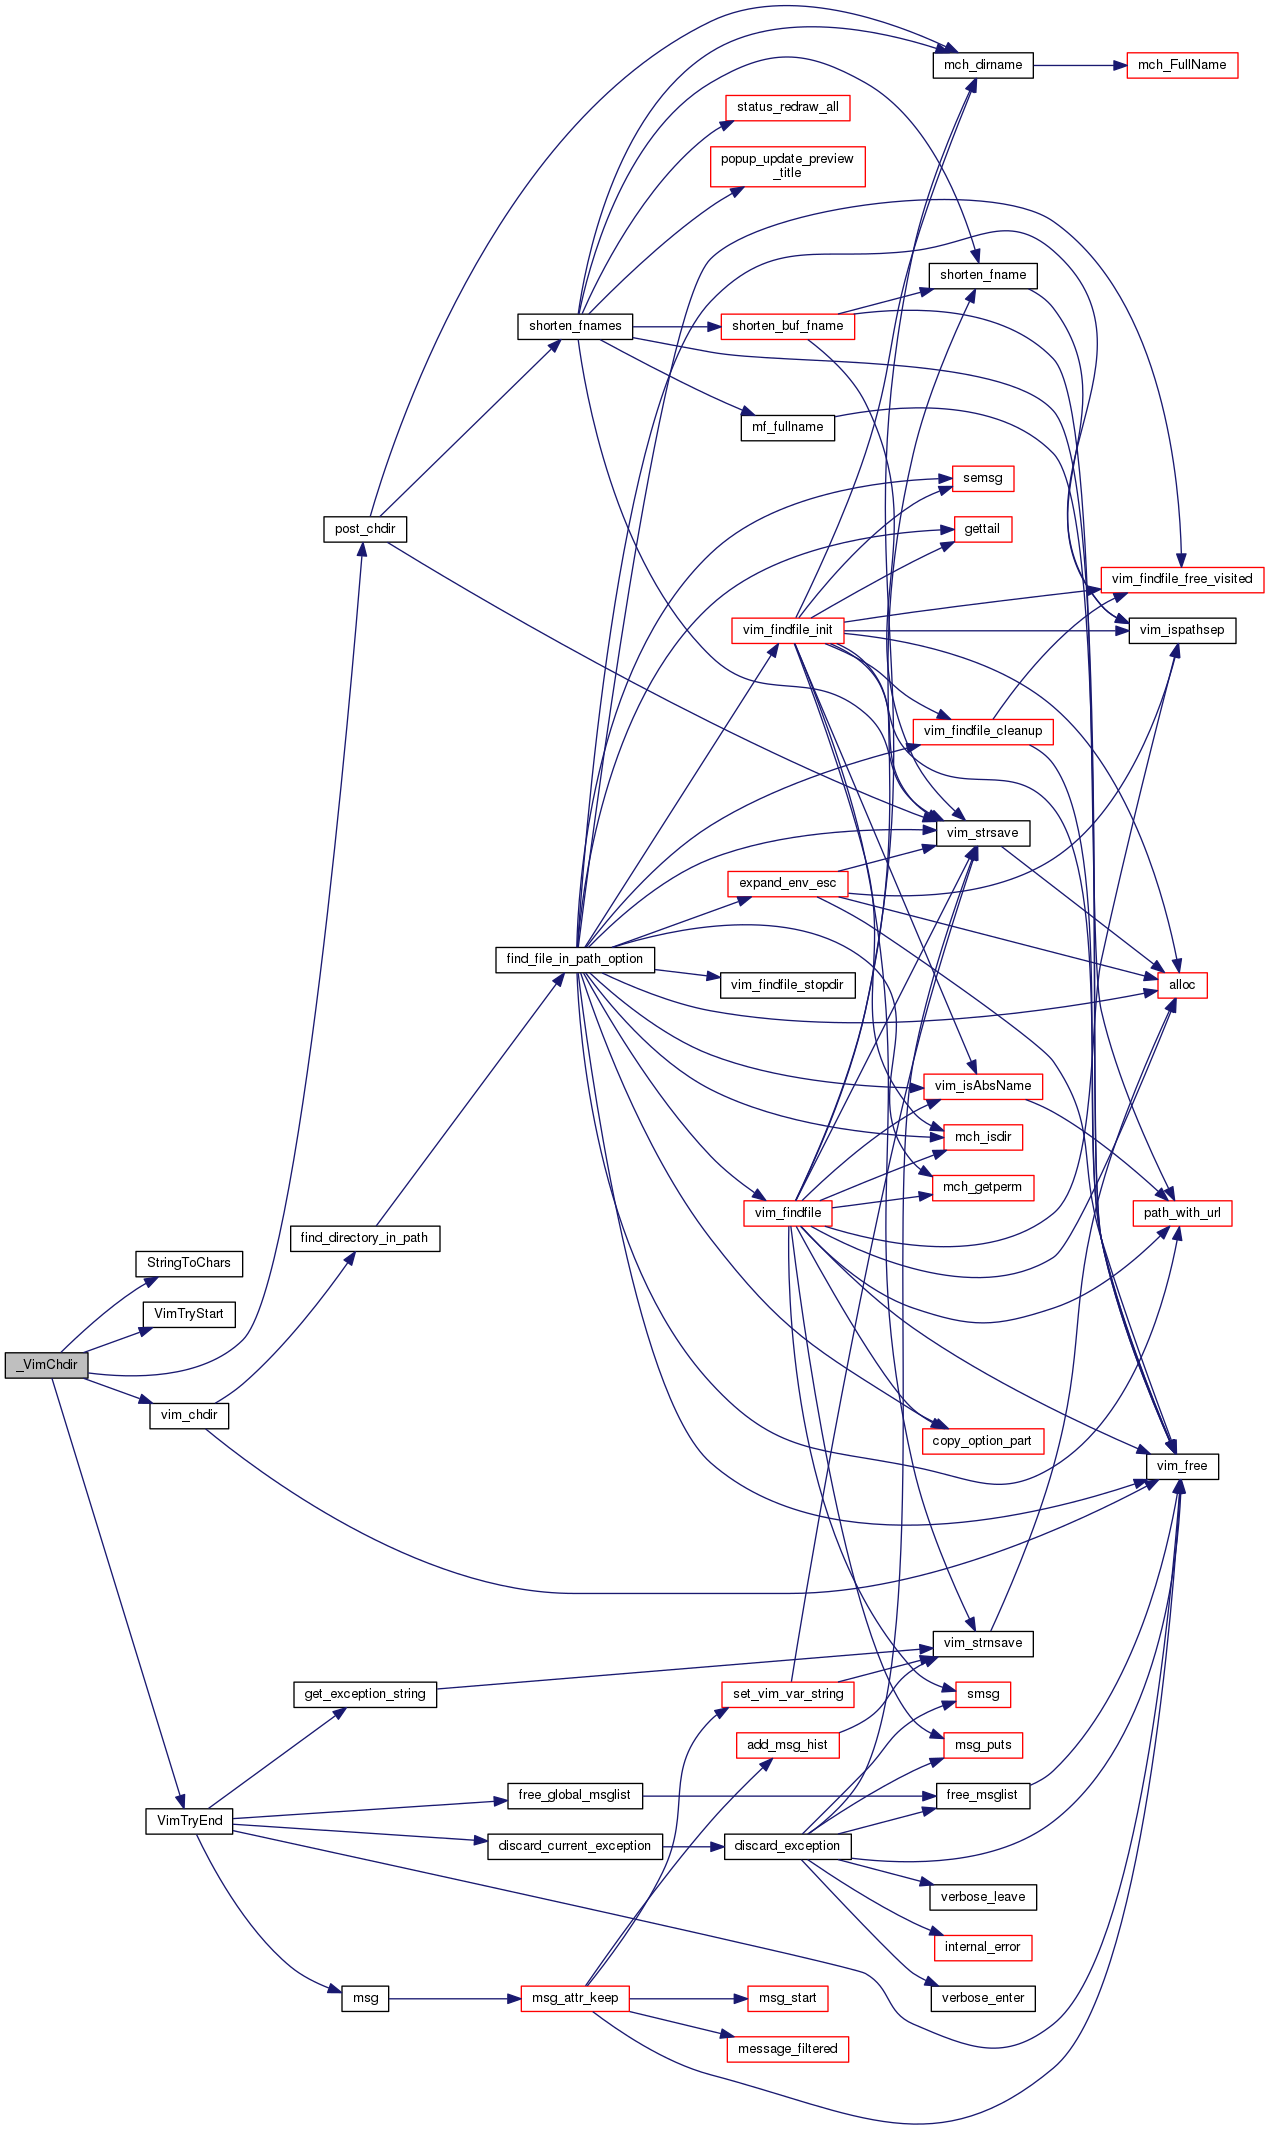 mch_dirname
mch_FullName
status_redraw_all
popup_update_preview
_title
shorten_fname
shorten_fnames
shorten_buf_fname
mf_fullname
semsg
post_chdir
gettail
vim_findfile_free_visited
vim_findfile_init
vim_ispathsep
vim_findfile_cleanup
vim_strsave
expand_env_esc
find_file_in_path_option
vim_findfile_stopdir
alloc
vim_isAbsName
mch_isdir
mch_getperm
vim_findfile
path_with_url
find_directory_in_path
StringToChars
VimTryStart
_VimChdir
vim_chdir
copy_option_part
vim_free
vim_strnsave
get_exception_string
set_vim_var_string
smsg
add_msg_hist
msg_puts
free_global_msglist
free_msglist
VimTryEnd
discard_current_exception
discard_exception
verbose_leave
internal_error
msg
msg_attr_keep
msg_start
verbose_enter
message_filtered